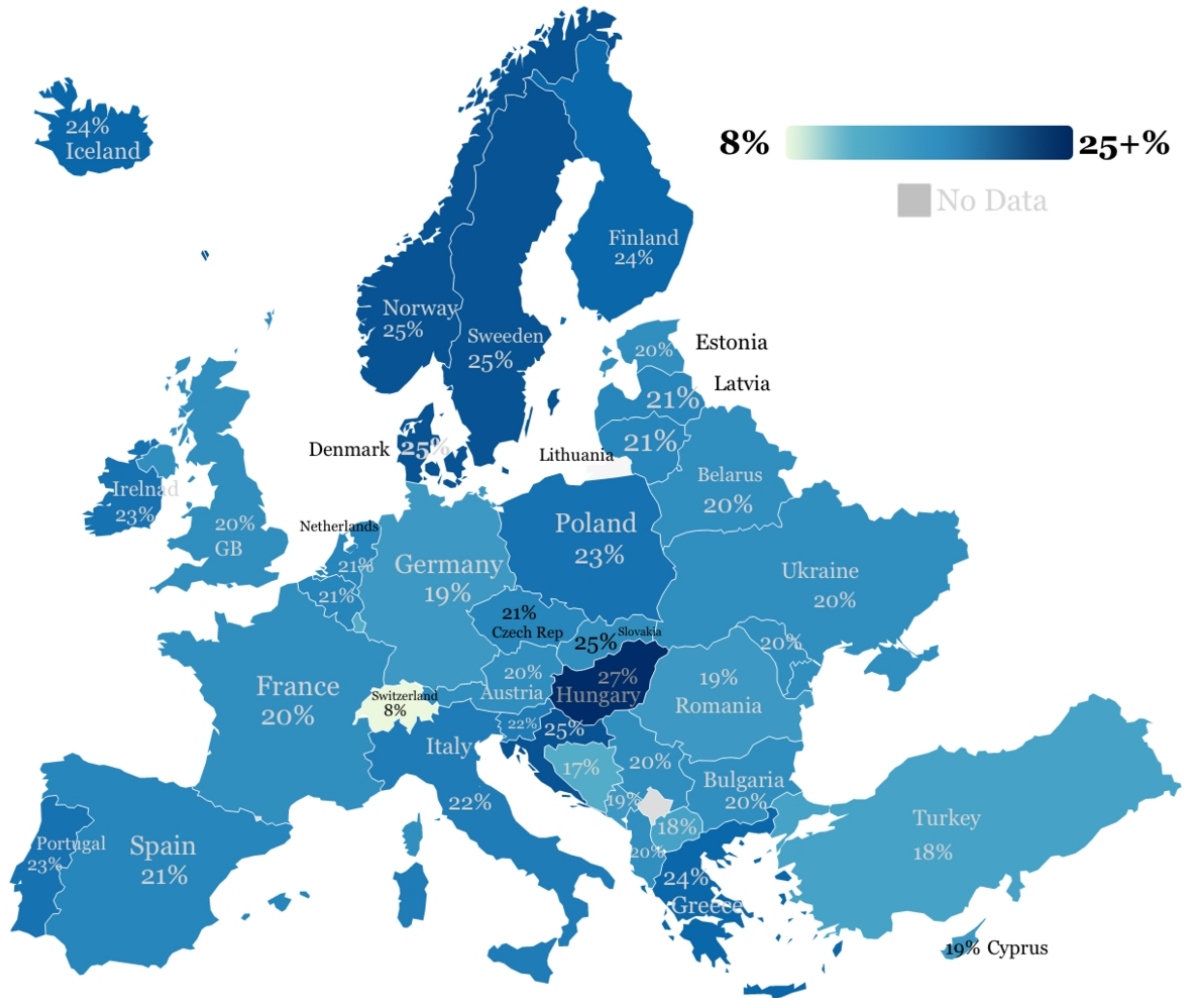 24%
Iceland
8%
25+%
No Data
Finland
24%
Norway
25%
Sweeden
25%
20%
Estonia
Latvia
21%
Denmark
25%
Lithuania
21%
Belarus
20%
Irelnad
23%
20%
GB
Netherlands
21%
21%
Germany
19%
Poland
23%
Ukraine
20%
21%
Czech Rep
25%
Slovakia
20%
Austria
27%
Hungary
20%
19%
Romania
France
20%
Switzerland
8%
22%
25%
Italy
22%
17%
20%
Bulgaria
20%
19%
18%
20%
24%
Greece
Turkey
18%
Portugal
23%
Spain
21%
19% Cyprus